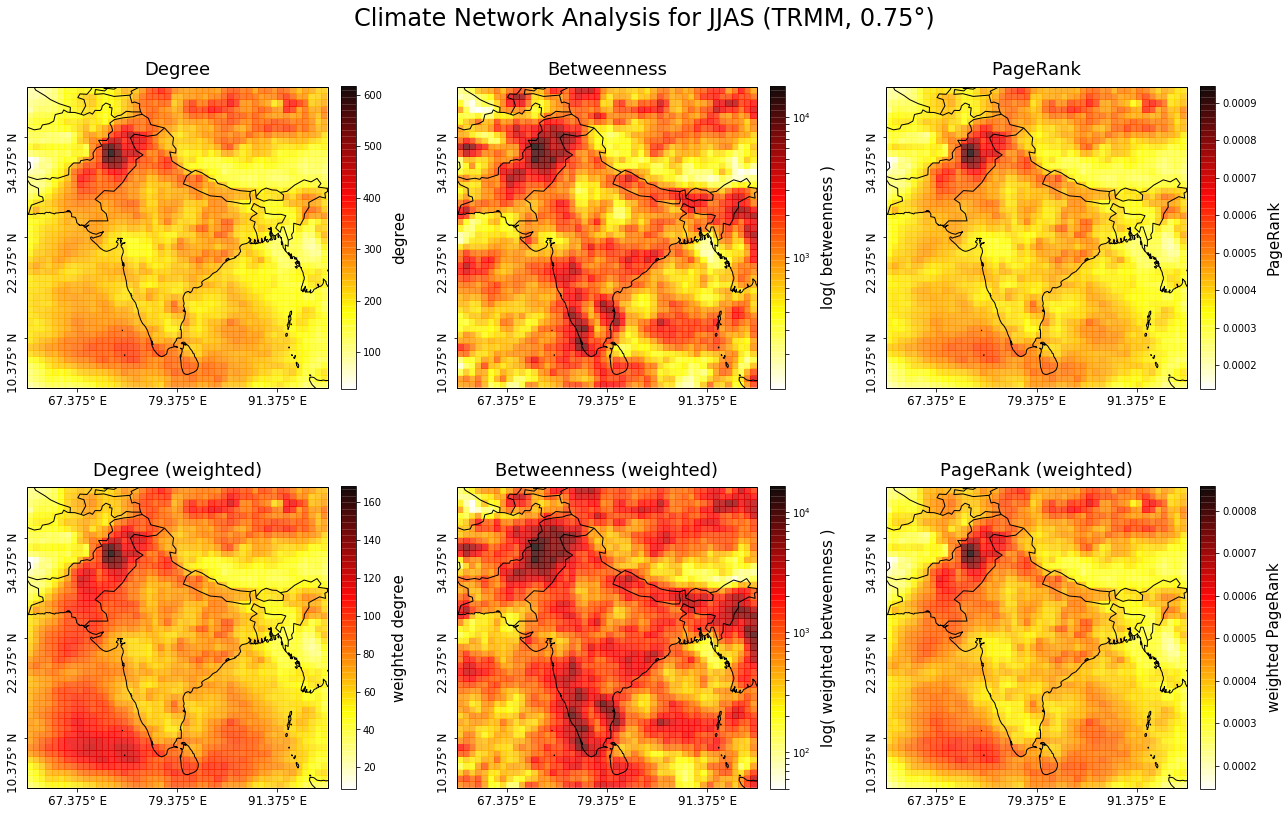 Climate Network Analysis for JJAS (TRMM, 0.75°)
Degree
34.375° N
22.375° N
10.375° N
67.375° E
79.375° E
91.375° E
600
500
400
300
200
100
degree
Betweenness
34.375° N
22.375° N
10.375° N
67.375° E
79.375° E
91.375° E
10⁴
10³
log( betweenness )
PageRank
34.375° N
22.375° N
10.375° N
67.375° E
79.375° E
91.375° E
0.0009
0.0008
0.0007
0.0006
0.0005
0.0004
0.0003
0.0002
PageRank
Degree (weighted)
34.375° N
22.375° N
10.375° N
67.375° E
79.375° E
91.375° E
160
140
120
100
80
60
40
20
weighted degree
Betweenness (weighted)
34.375° N
22.375° N
10.375° N
67.375° E
79.375° E
91.375° E
10⁴
10³
10²
log( weighted betweenness )
PageRank (weighted)
34.375° N
22.375° N
10.375° N
67.375° E
79.375° E
91.375° E
0.0008
0.0007
0.0006
0.0005
0.0004
0.0003
0.0002
weighted PageRank